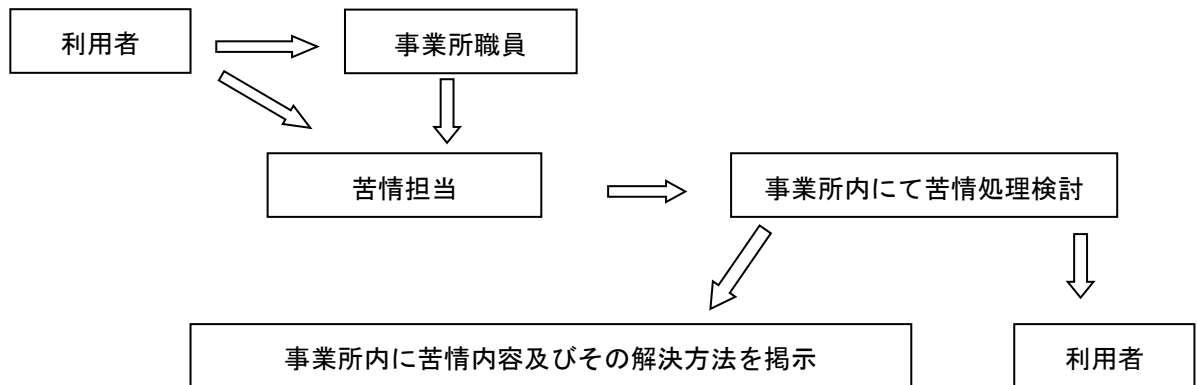 利用者
事業所職員
苦情担当
事業所内にて苦情処理検討
事業所内に苦情内容及びその解決方法を掲示
利用者